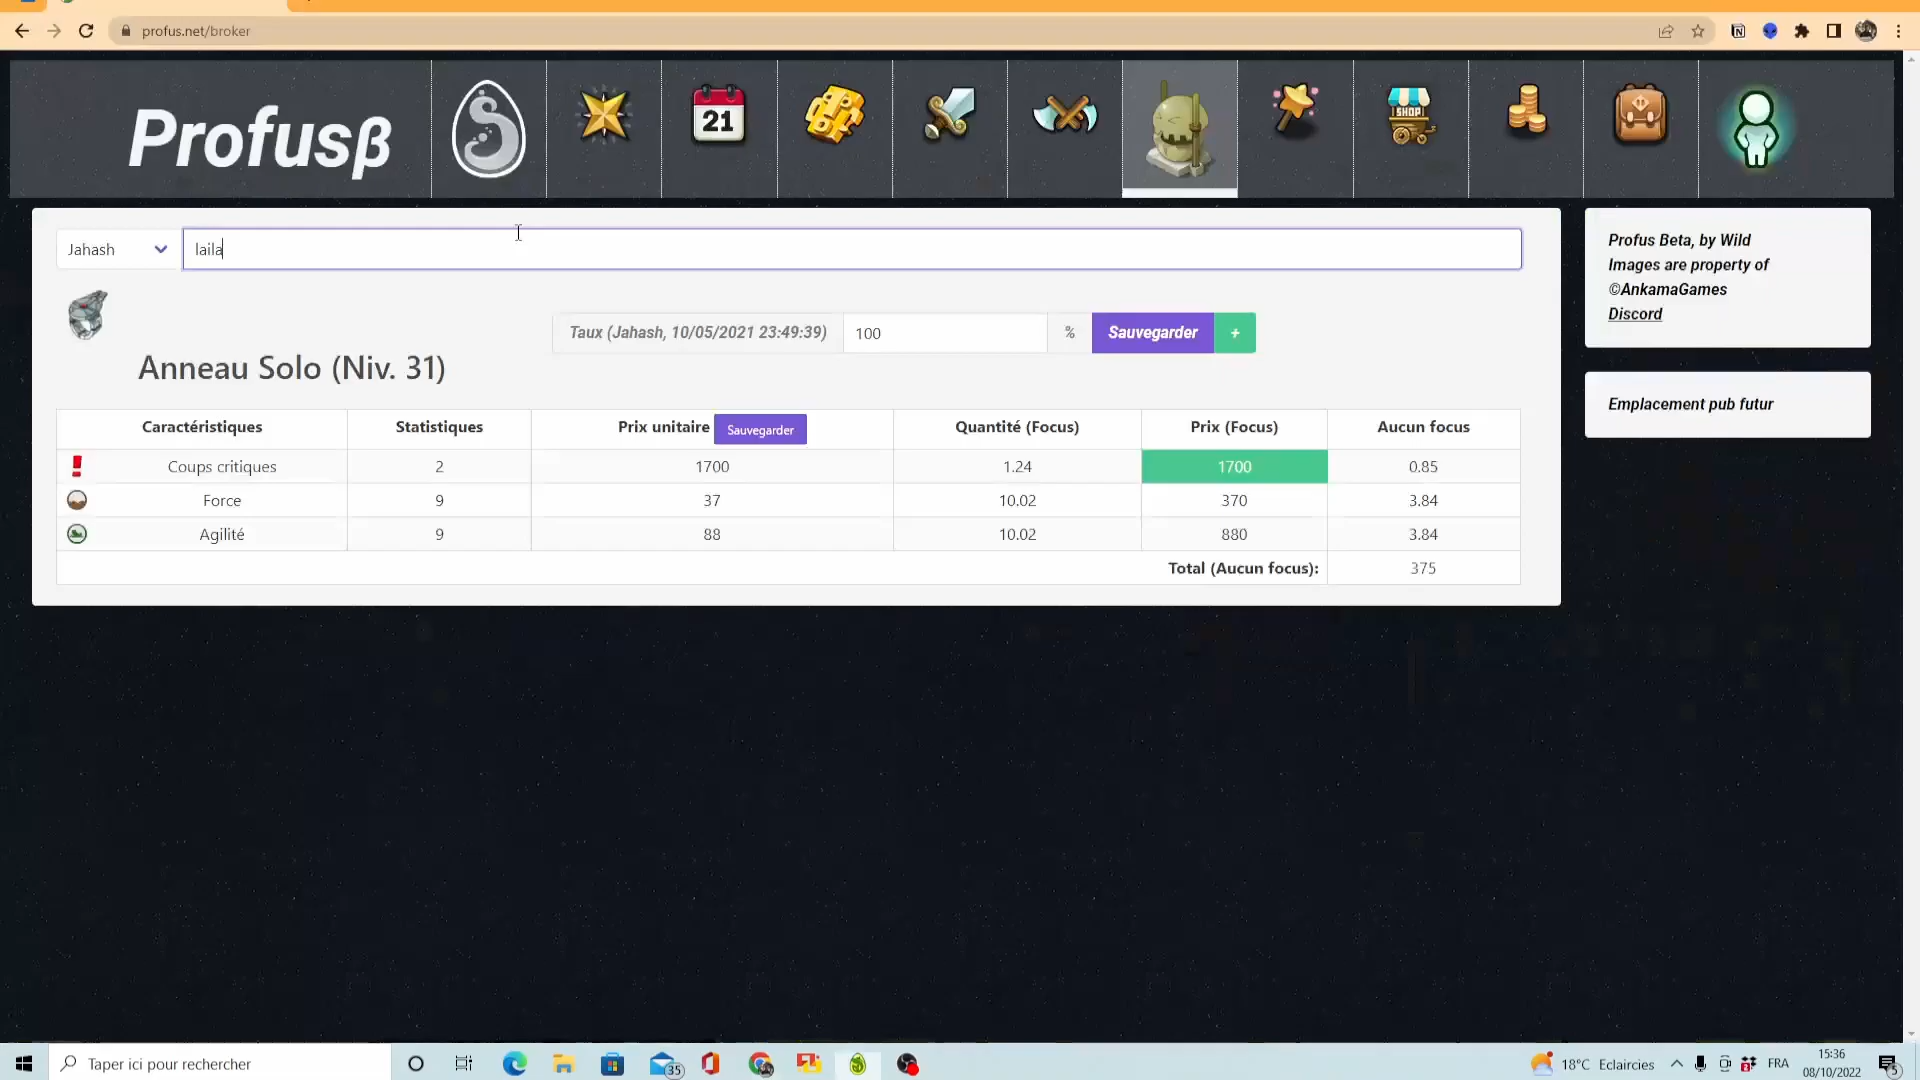 profus.net/broker
Profusβ
21
SHOP!
Jahash
laila
Anneau Solo (Niv. 31)
Taux (Jahash, 10/05/2021 23:49:39)
100
%
Sauvegarder
+
Caractéristiques Statistiques Prix unitaire Sauvegarder Quantité (Focus) Prix (Focus) Aucun focus
Coups critiques 2 1700 1.24 1700 0.85
Force 9 37 10.02 370 3.84
Agilité 9 88 10.02 880 3.84
Total (Aucun focus): 375
Profus Beta, by Wild
Images are property of
©AnkamaGames
Discord
Emplacement pub futur
Taper ici pour rechercher
35
18°C Eclaircies
FRA
15:36
08/10/2022
5